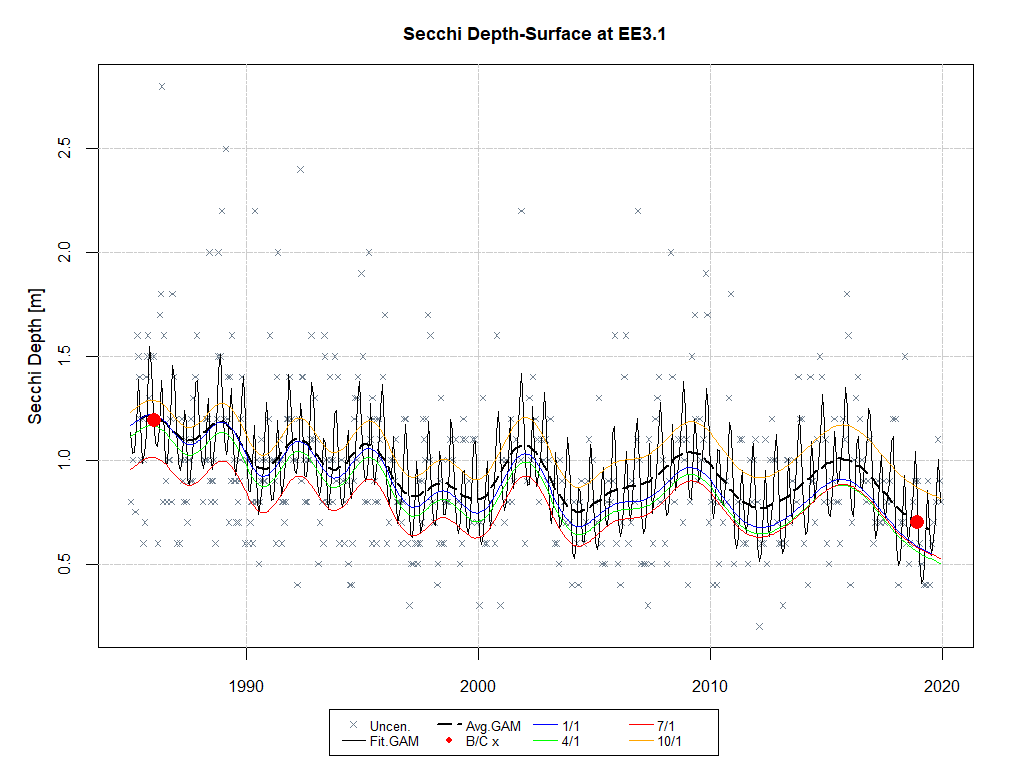 Secchi Depth-Surface at EE3.1
Secchi Depth [m]
2.5
2.0
1.5
1.0
0.5
1990 2000 2010 2020
Uncen. Avg.GAM 1/1 7/1
Fit.GAM B/C x 4/1 10/1